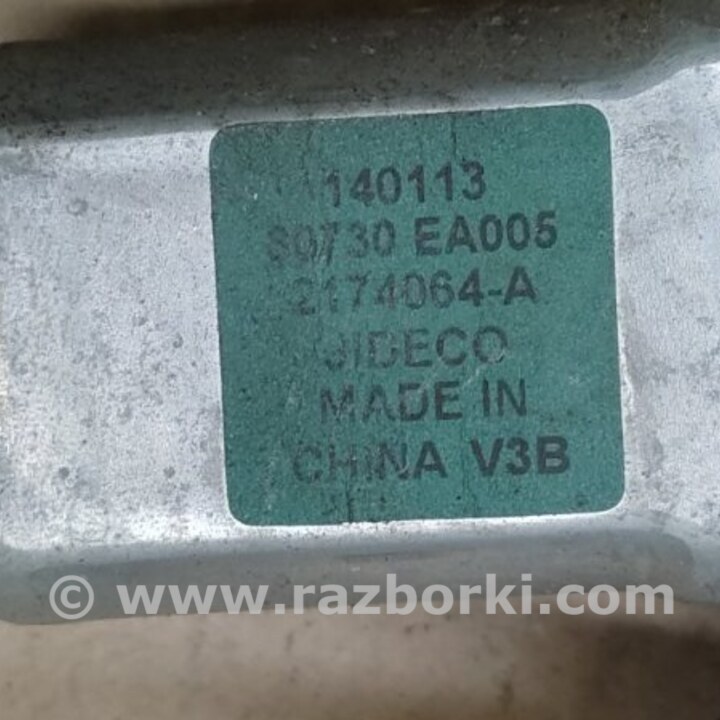 140113
80730 EA005
2174064-A
JIDECO
MADE IN
CHINA V3B
© www.razborki.com